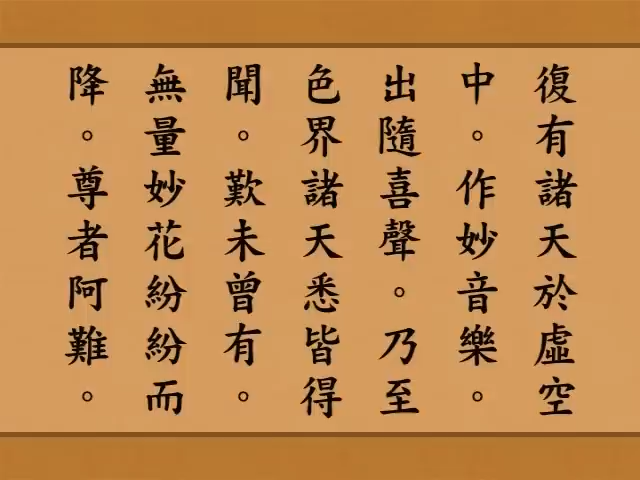 復有諸天於虛空
中。作妙音樂。
出隨喜聲。乃至
色界諸天悉皆得
聞。歎未曾有。
無量妙花紛紛而
降。尊者阿難。